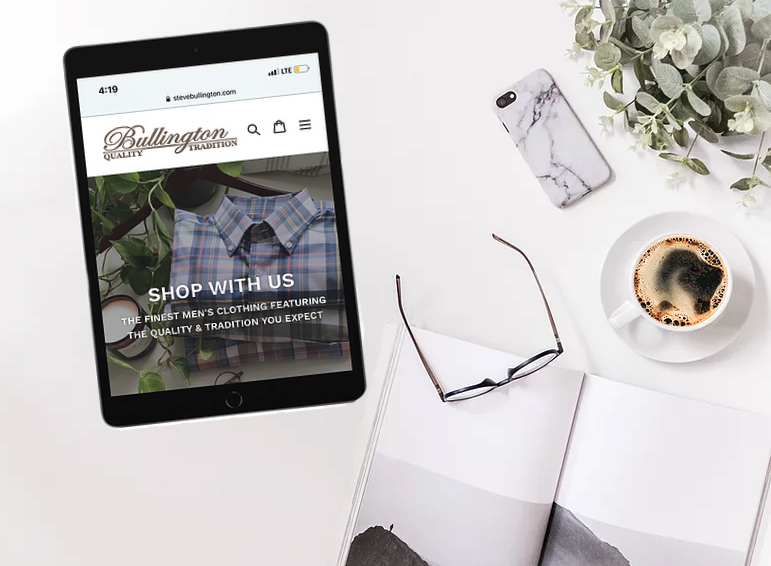 4:19
LTE
stevebullington.com
Bullington
QUALITY TRADITION
SHOP WITH US
THE FINEST MEN'S CLOTHING FEATURING
THE QUALITY & TRADITION YOU EXPECT